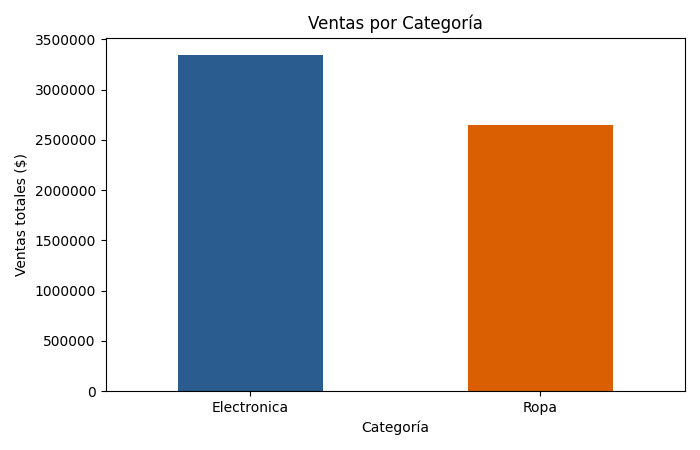 Ventas por Categoría
Ventas totales ($)
3500000
3000000
2500000
2000000
1500000
1000000
500000
0
Electronica
Ropa
Categoría